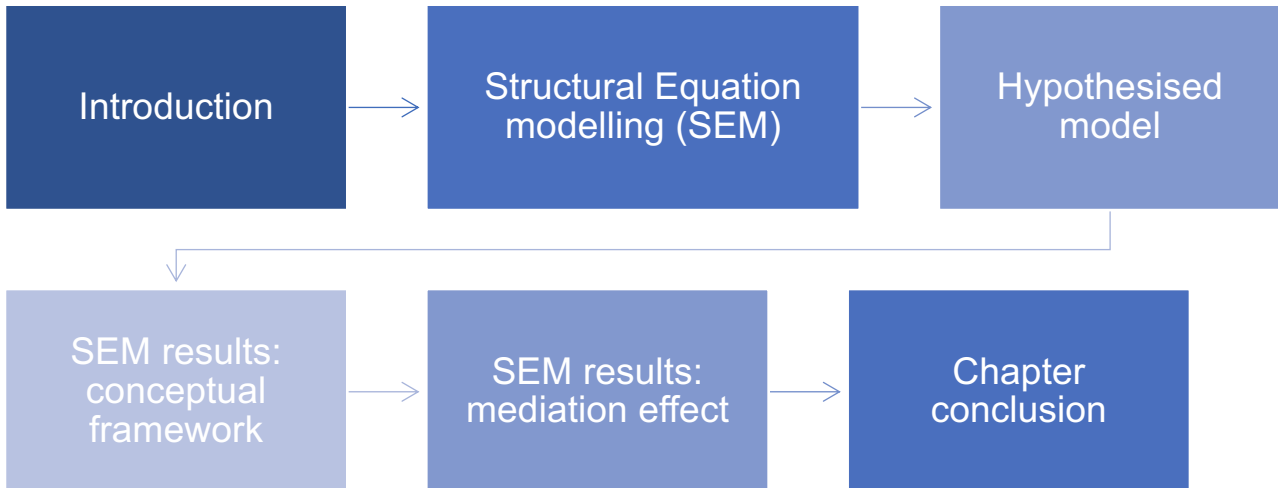 Introduction
Structural Equation
modelling (SEM)
Hypothesised
model
SEM results:
conceptual
framework
SEM results:
mediation effect
Chapter
conclusion